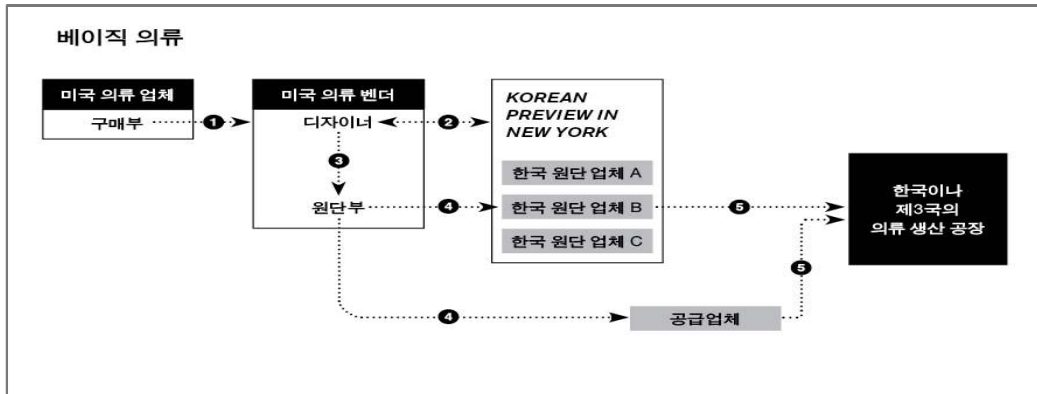 베이직 의류
미국 의류 업체
구매부
1
미국 의류 벤더
디자이너
3
원단부
2
4
KOREAN
PREVIEW IN
NEW YORK
한국 원단 업체 A
한국 원단 업체 B
한국 원단 업체 C
5
한국이나
제3국의
의류 생산 공장
4
공급업체
5